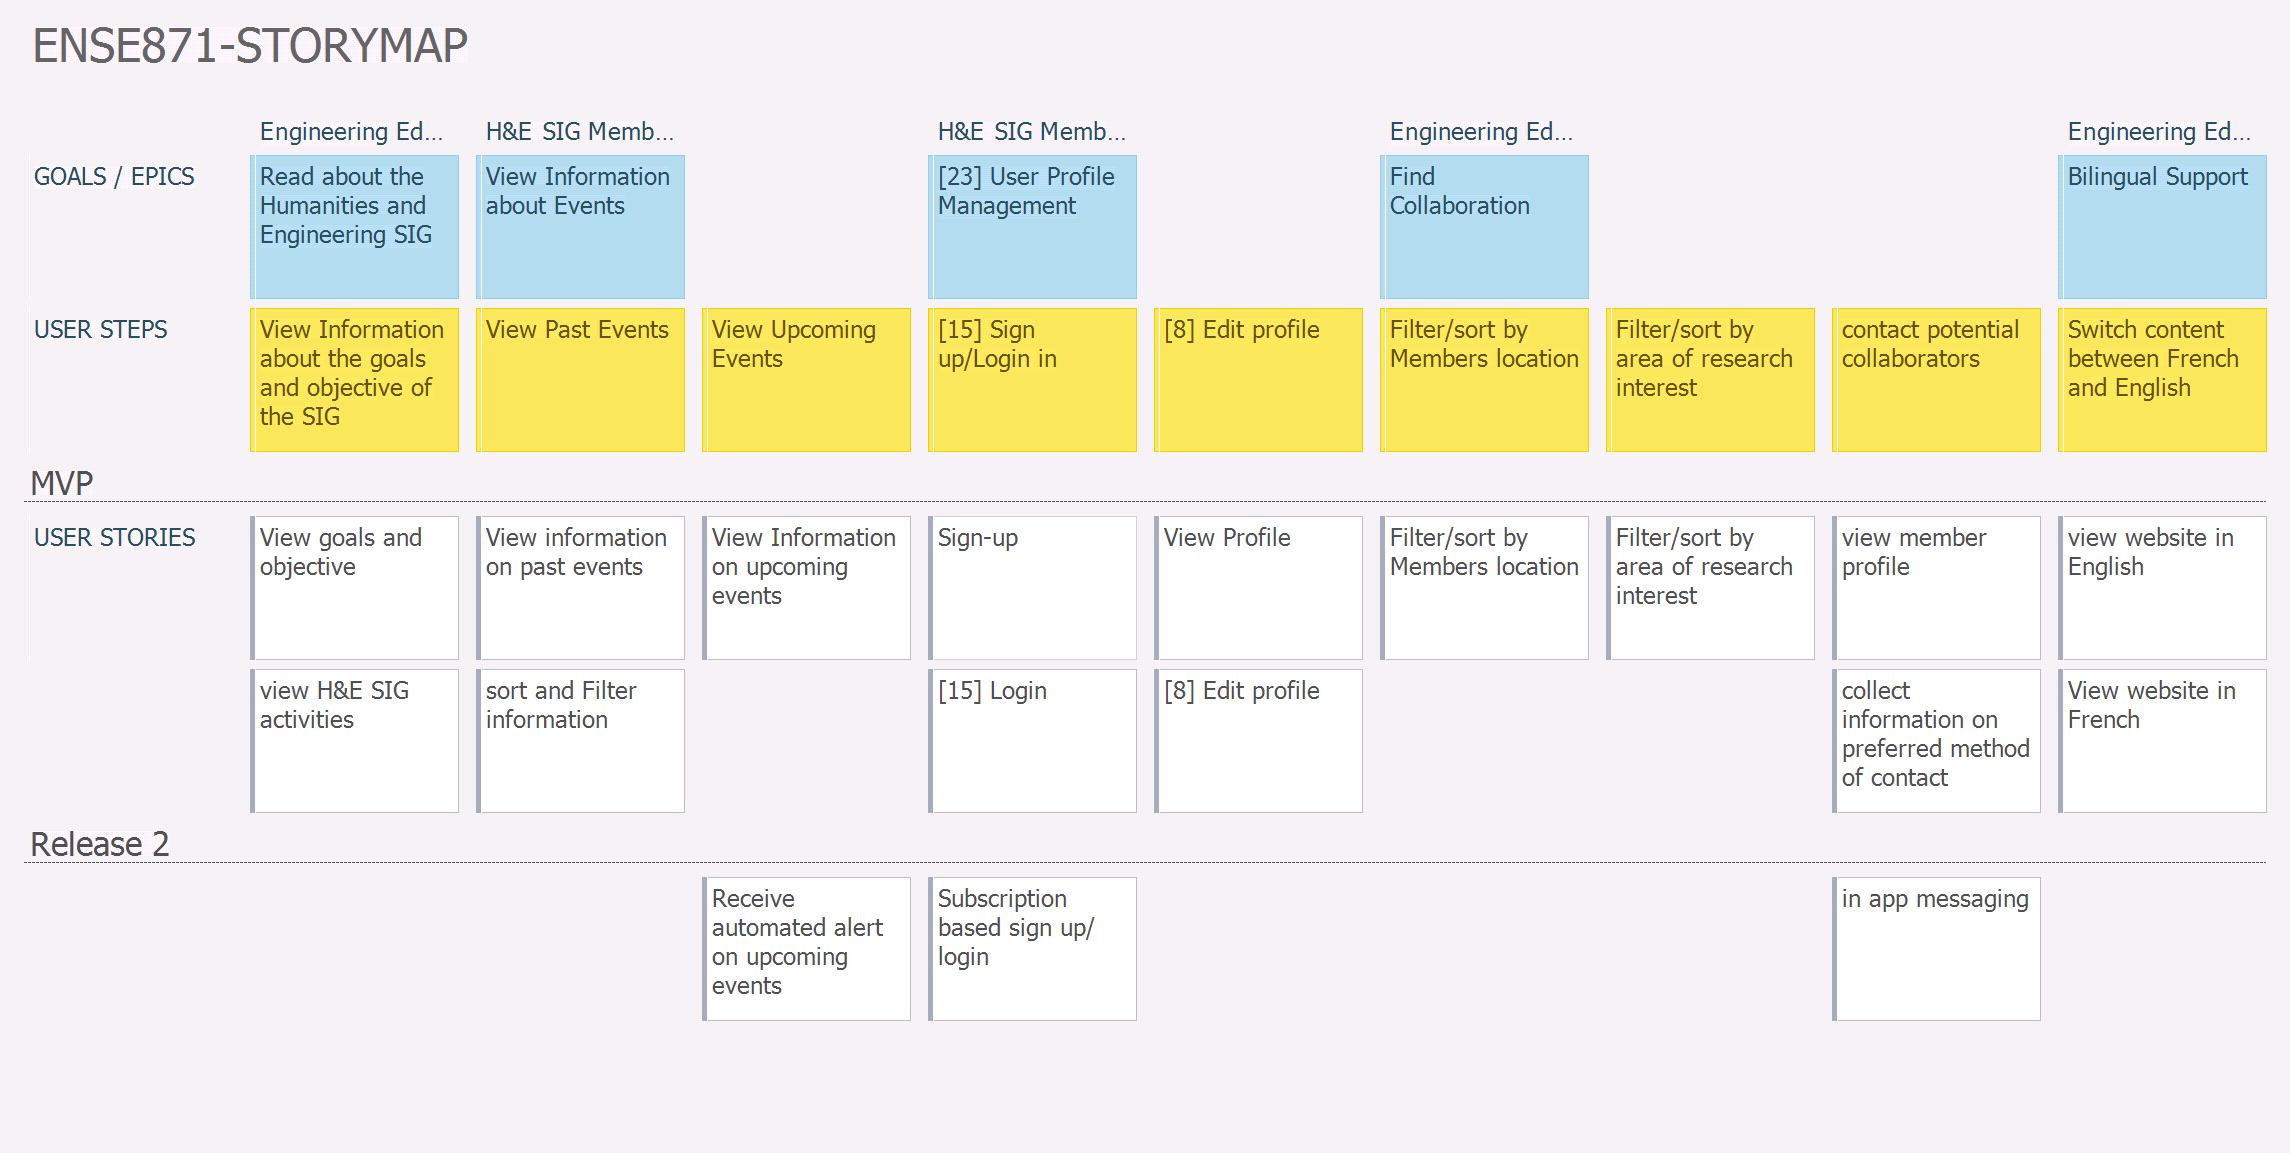 ENSE871-STORYMAP
Engineering Ed...
H&E SIG Memb...
H&E SIG Memb...
Engineering Ed...
Engineering Ed...
GOALS / EPICS
Read about the
Humanities and
Engineering SIG
View Information
about Events
[23] User Profile
Management
Find
Collaboration
Bilingual Support
USER STEPS
View Information
about the goals
and objective of
the SIG
View Past Events
View Upcoming
Events
[15] Sign
up/Login in
[8] Edit profile
Filter/sort by
Members location
Filter/sort by
area of research
interest
contact potential
collaborators
Switch content
between French
and English
MVP
USER STORIES
View goals and
objective
View information
on past events
View Information
on upcoming
events
Sign-up
View Profile
Filter/sort by
Members location
Filter/sort by
area of research
interest
view member
profile
view website in
English
view H&E SIG
activities
sort and Filter
information
[15] Login
[8] Edit profile
collect
information on
preferred method
of contact
View website in
French
Release 2
Receive
automated alert
on upcoming
events
Subscription
based sign up/
login
in app messaging